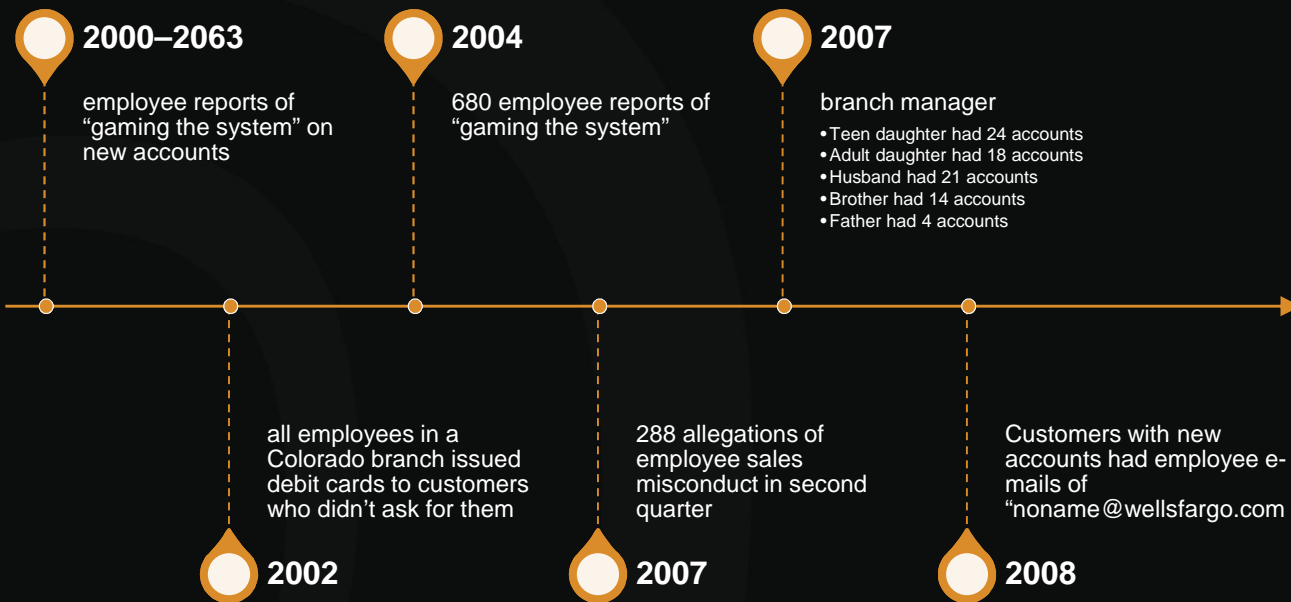 2000–2063
employee reports of
“gaming the system” on
new accounts
2002
all employees in a
Colorado branch issued
debit cards to customers
who didn’t ask for them
2004
680 employee reports of
“gaming the system”
2007
288 allegations of
employee sales
misconduct in second
quarter
2007
branch manager
•Teen daughter had 24 accounts
•Adult daughter had 18 accounts
•Husband had 21 accounts
•Brother had 14 accounts
•Father had 4 accounts
2008
Customers with new
accounts had employee e-
mails of
“noname@wellsfargo.com